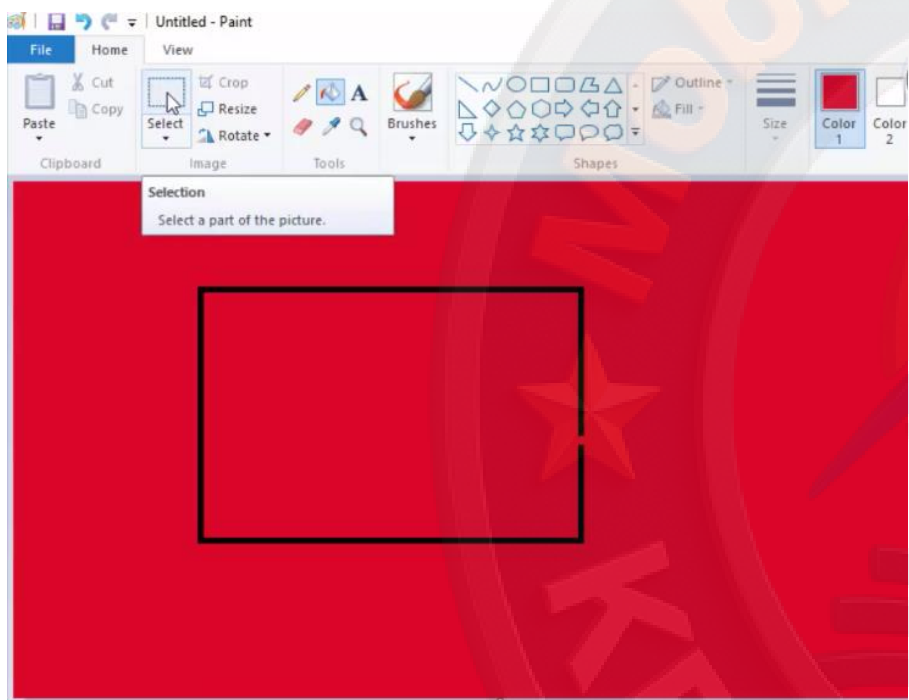 Untitled - Paint
File Home View
Paste
Cut
Copy
Clipboard
Select
Crop
Resize
Rotate
Image
Tools
Brushes
Shapes
Outline
Fill
Size
Color 1
Color 2
Selection
Select a part of the picture.